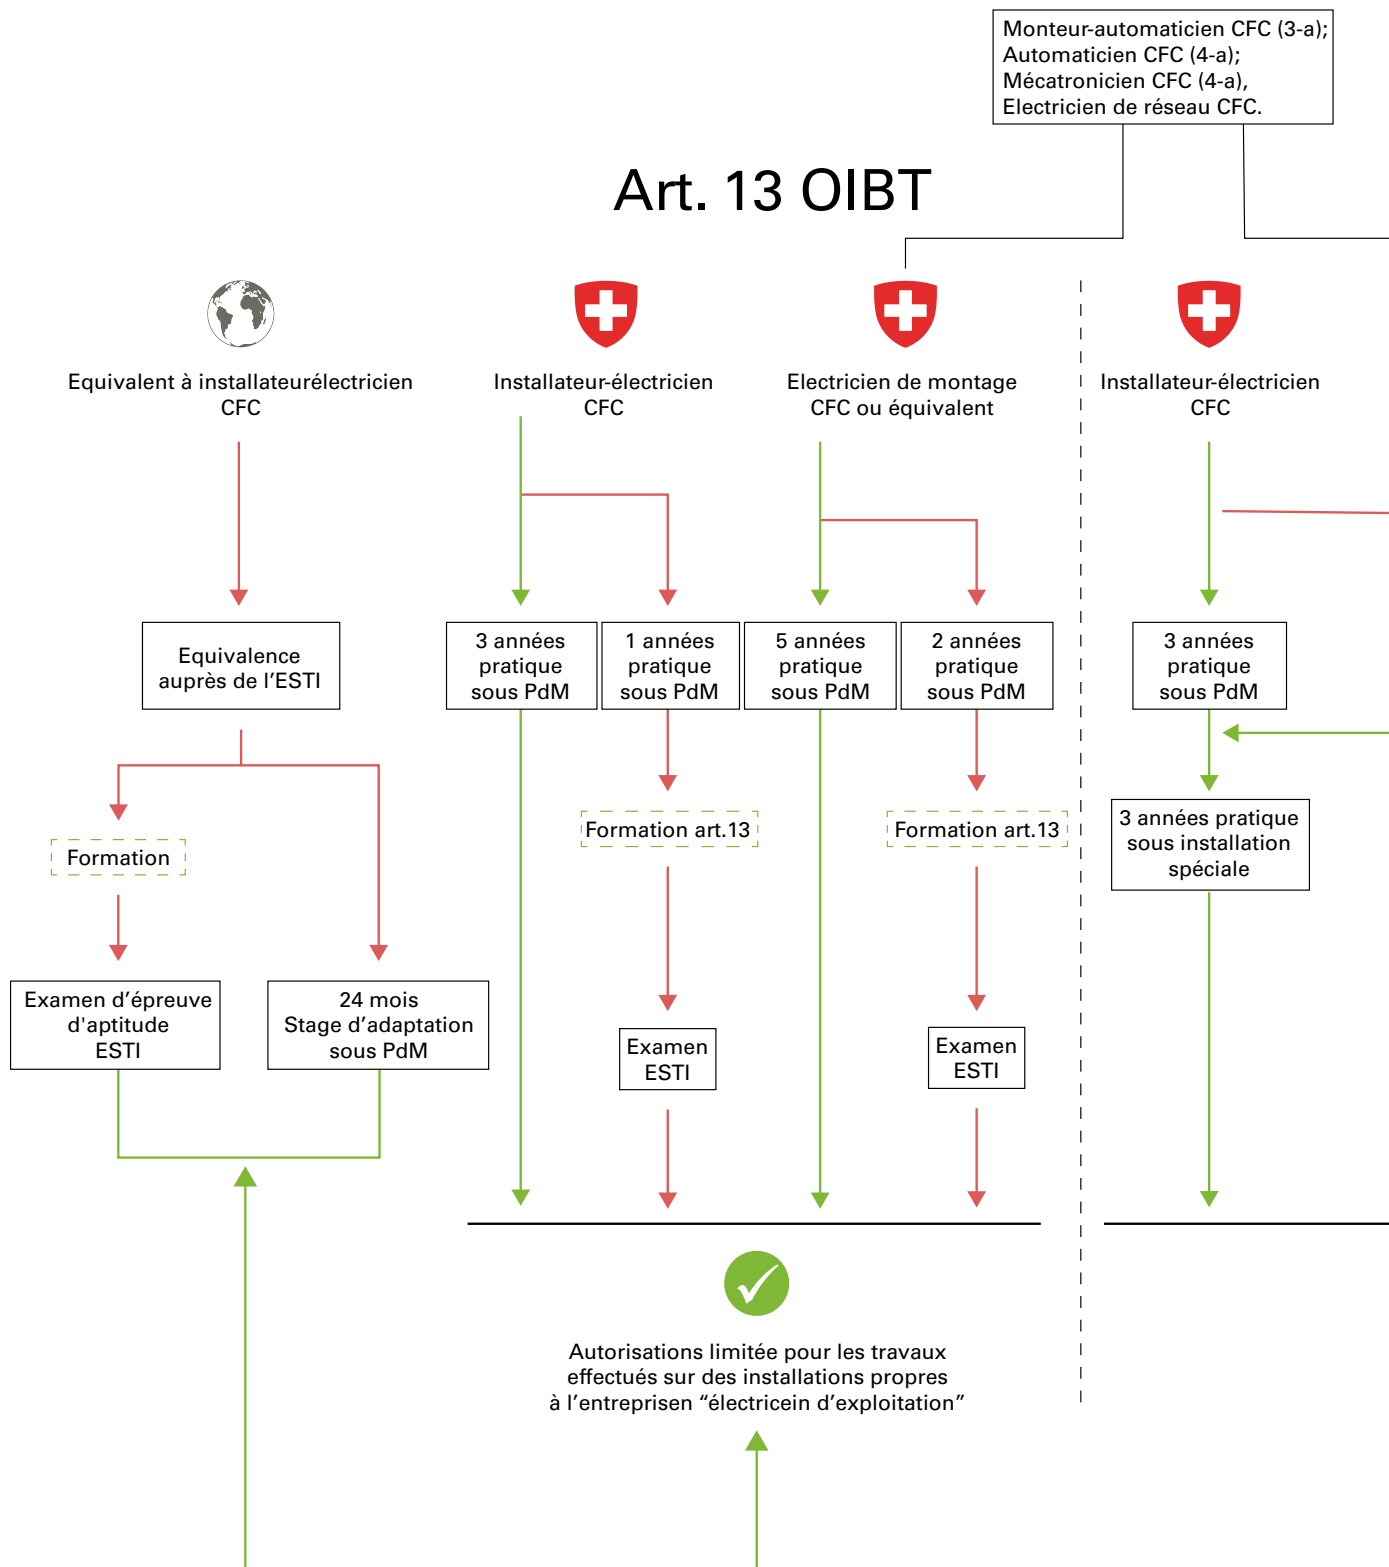 Monteur-automaticien CFC (3-a);
Automaticien CFC (4-a);
Mécatronicien CFC (4-a),
Electricien de réseau CFC.
Art. 13 OIBT
Equivalent à installateurélectricien
CFC
Installateur-électricien
CFC
Electricien de montage
CFC ou équivalent
Installateur-électricien
CFC
Equivalence
auprès de l'ESTI
3 années
pratique
sous PdM
1 années
pratique
sous PdM
5 années
pratique
sous PdM
2 années
pratique
sous PdM
3 années
pratique
sous PdM
Formation
Formation art.13
Formation art.13
3 années pratique
sous installation
spéciale
Examen d'épreuve
d'aptitude
ESTI
24 mois
Stage d'adaptation
sous PdM
Examen
ESTI
Examen
ESTI
Autorisations limitée pour les travaux
effectués sur des installations propres
à l'entreprisen “électricein d'exploitation”